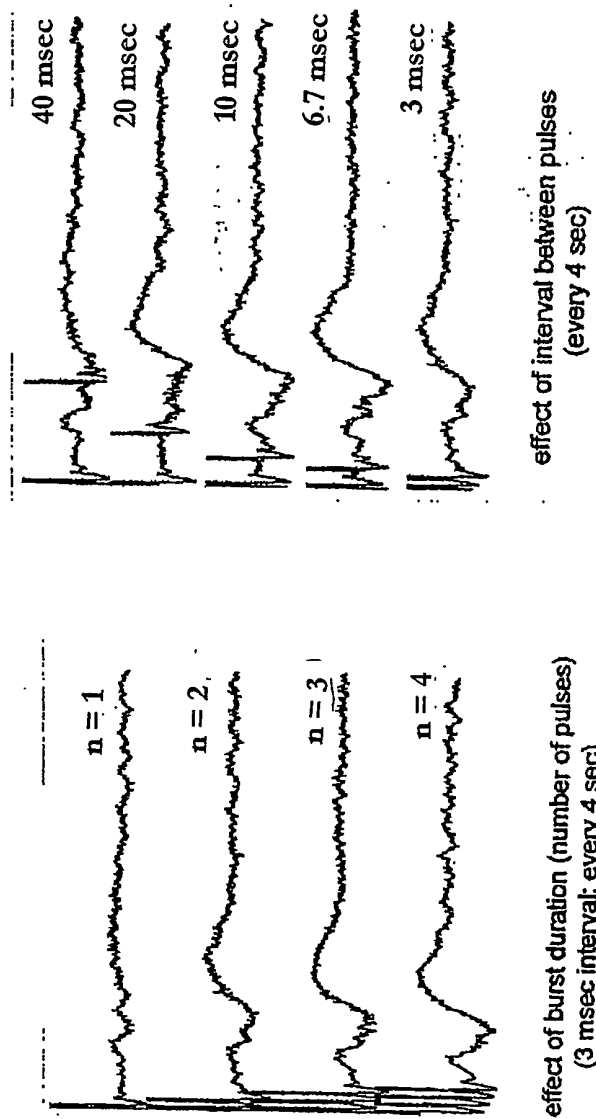 n = 1
n = 2
n = 3
n = 4
effect of burst duration (number of pulses)
(3 msec interval; every 4 sec)
40 msec
20 msec
10 msec
6.7 msec
3 msec
effect of interval between pulses
(every 4 sec)